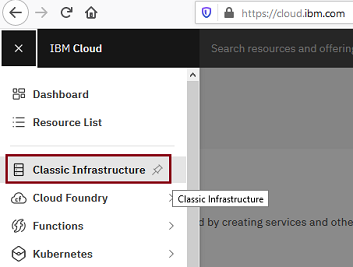 https://cloud.ibm.com
IBM Cloud
Search resources and offering
Dashboard
Resource List
Classic Infrastructure
Classic Infrastructure
Cloud Foundry
Functions
d by creating services and othe
Kubernetes